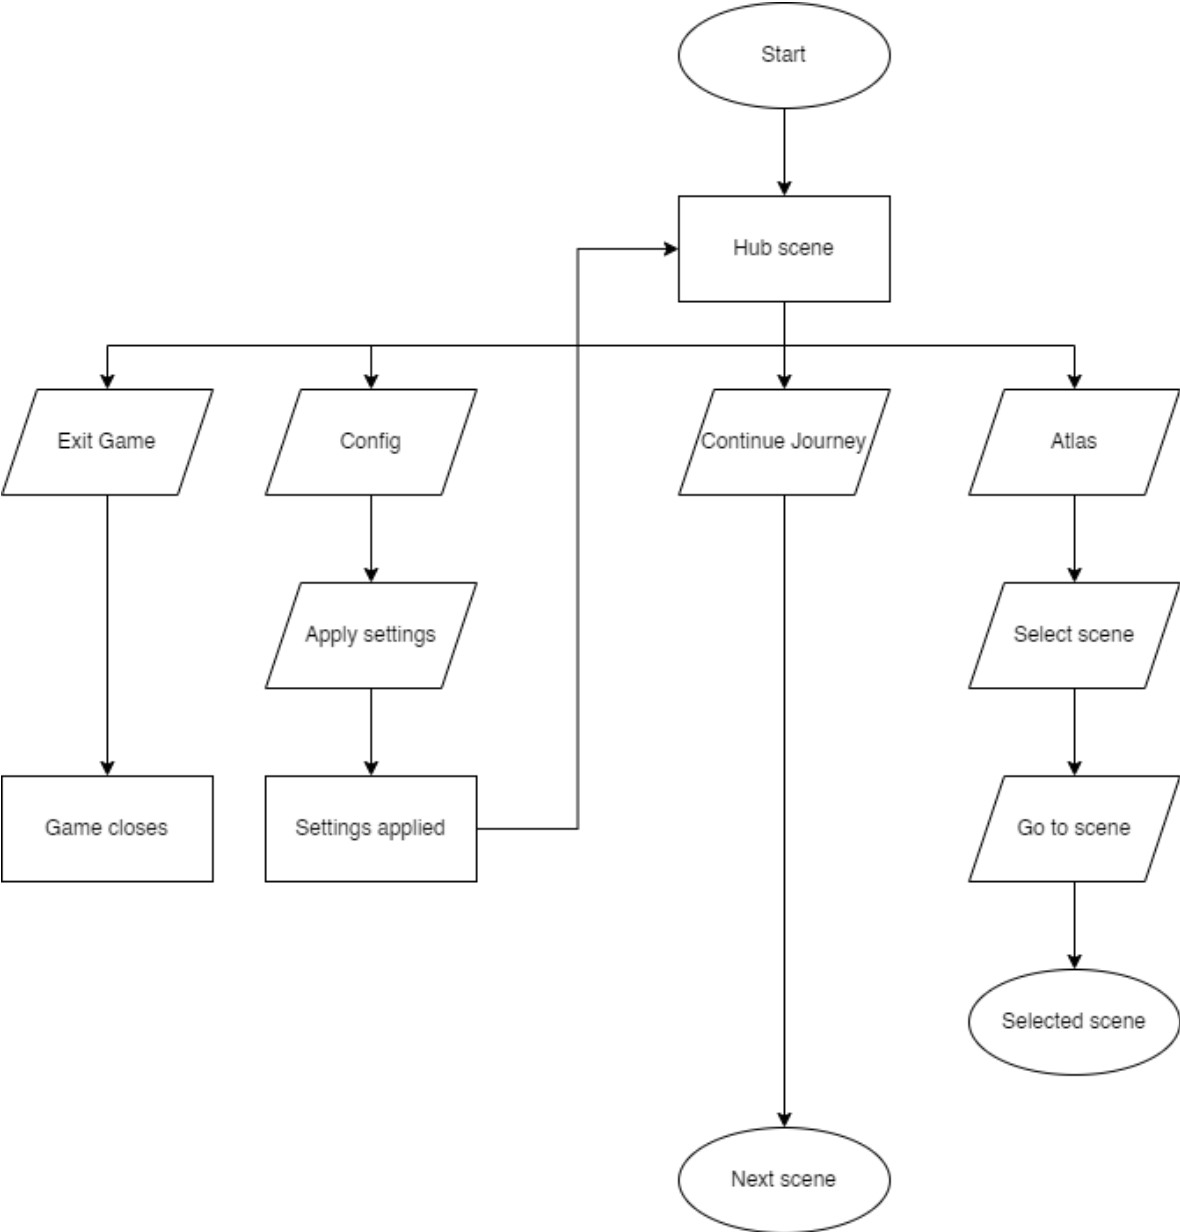 Start
Hub scene
Exit Game
Config
Continue Journey
Atlas
Apply settings
Select scene
Game closes
Settings applied
Go to scene
Selected scene
Next scene